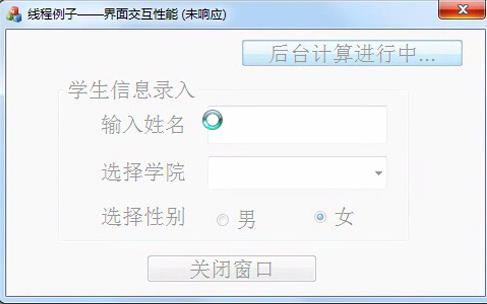 线程例子——界面交互性能 (未响应)
后台计算进行中...
学生信息录入
输入姓名
选择学院
选择性别 男 女
关闭窗口